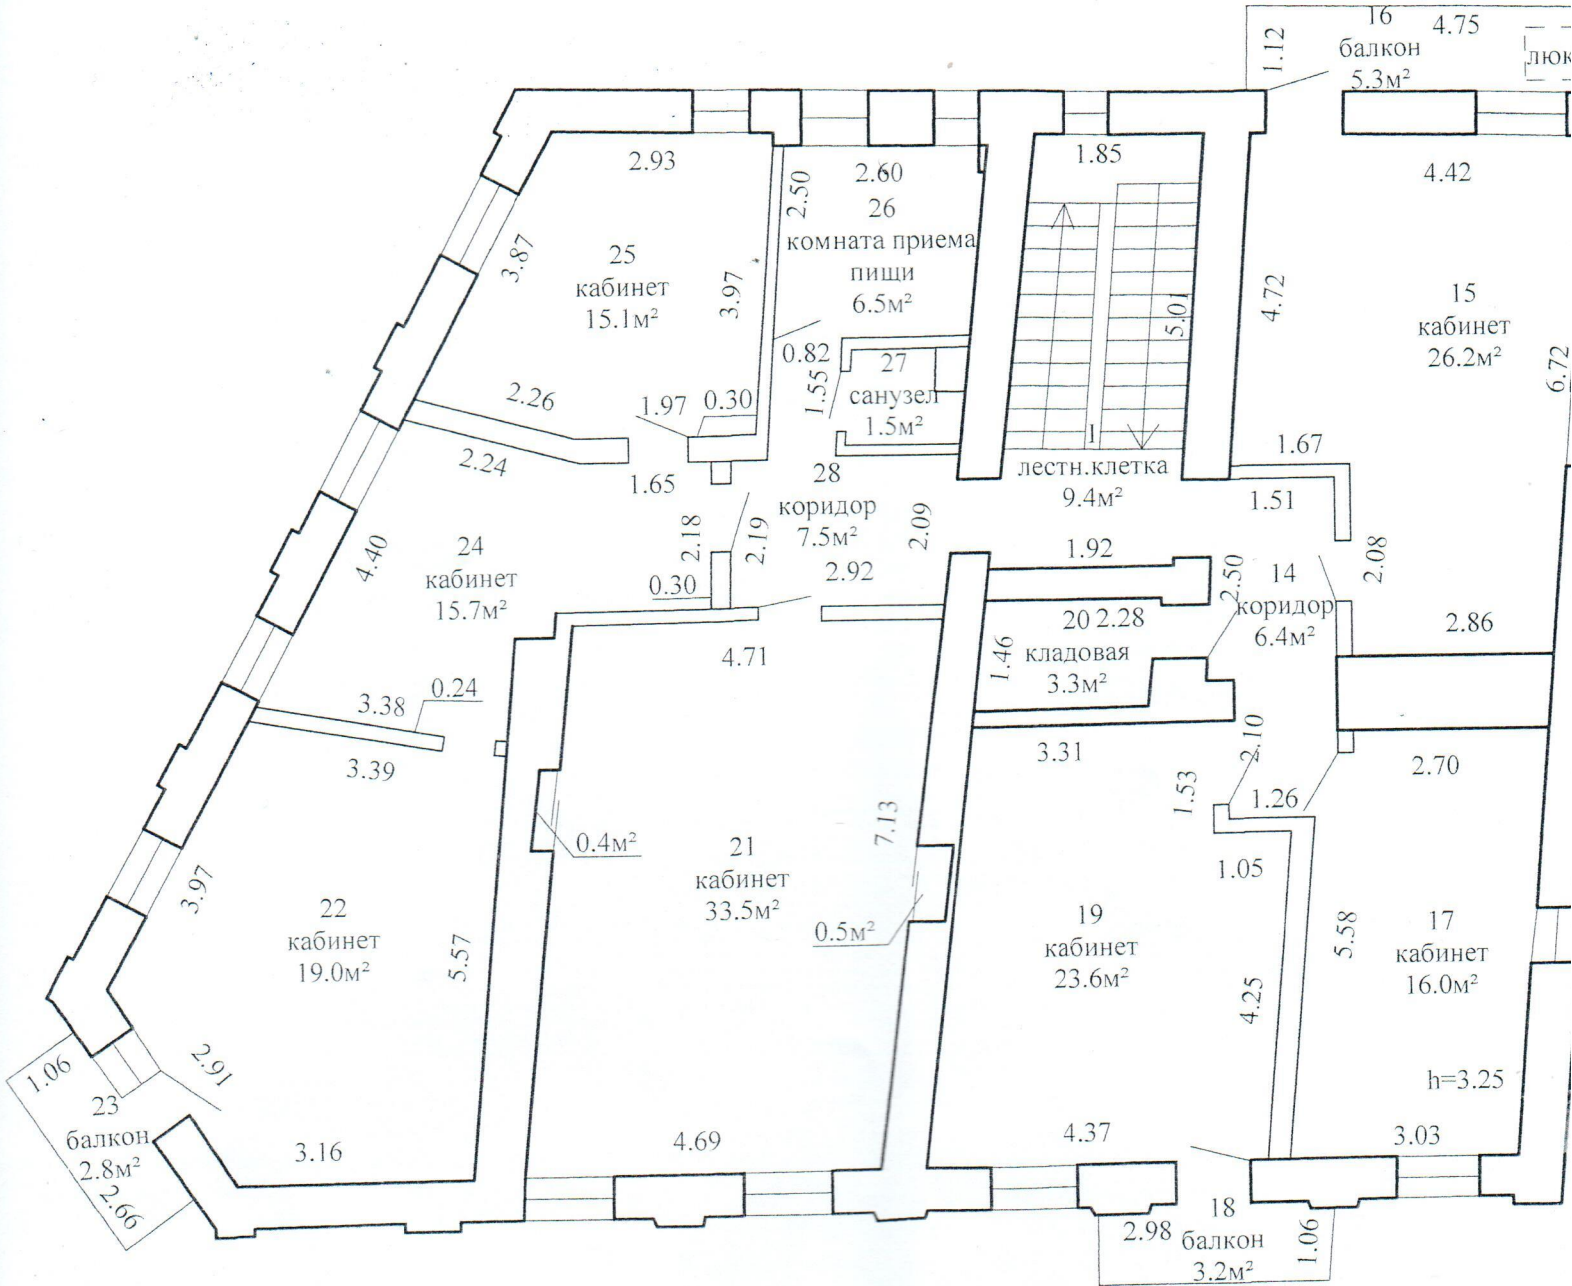 16
4.75
балкон
5.3м²
1.12
люк
2.93
2.50
2.60
26
комната приема
пищи
6.5м²
1.85
4.42
3.87
25
кабинет
15.1м²
3.97
5.01
4.72
15
кабинет
26.2м²
6.72
0.82
1.55
27
санузел
1.5м²
2.26
1.97
0.30
2.24
1.65
1
лестн.клетка
9.4м²
1.67
1.51
28
коридор
7.5м²
2.18
2.19
2.09
2.92
1.92
2.50
2.08
4.40
24
кабинет
15.7м²
0.30
14
коридор
6.4м²
2.86
20
2.28
кладовая
3.3м²
1.46
4.71
3.38
0.24
3.39
3.31
2.10
1.53
1.26
2.70
0.4м²
7.13
21
кабинет
33.5м²
0.5м²
1.05
3.97
22
кабинет
19.0м²
5.57
19
кабинет
23.6м²
4.25
5.58
17
кабинет
16.0м²
h=3.25
2.91
1.06
23
балкон
2.8м²
2.66
3.16
4.69
4.37
3.03
2.98
18
балкон
3.2м²
1.06